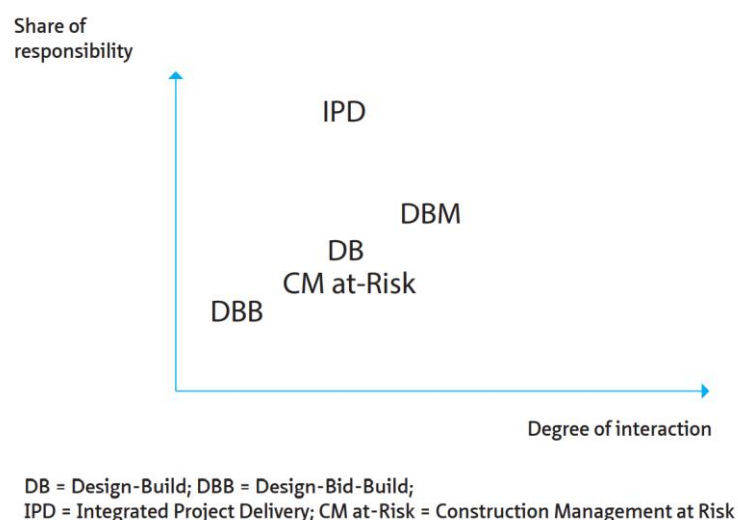 Share of
responsibility
IPD
DBM
DB
CM at-Risk
DBB
Degree of interaction
DB = Design-Build; DBB = Design-Bid-Build;
IPD = Integrated Project Delivery; CM at-Risk = Construction Management at Risk